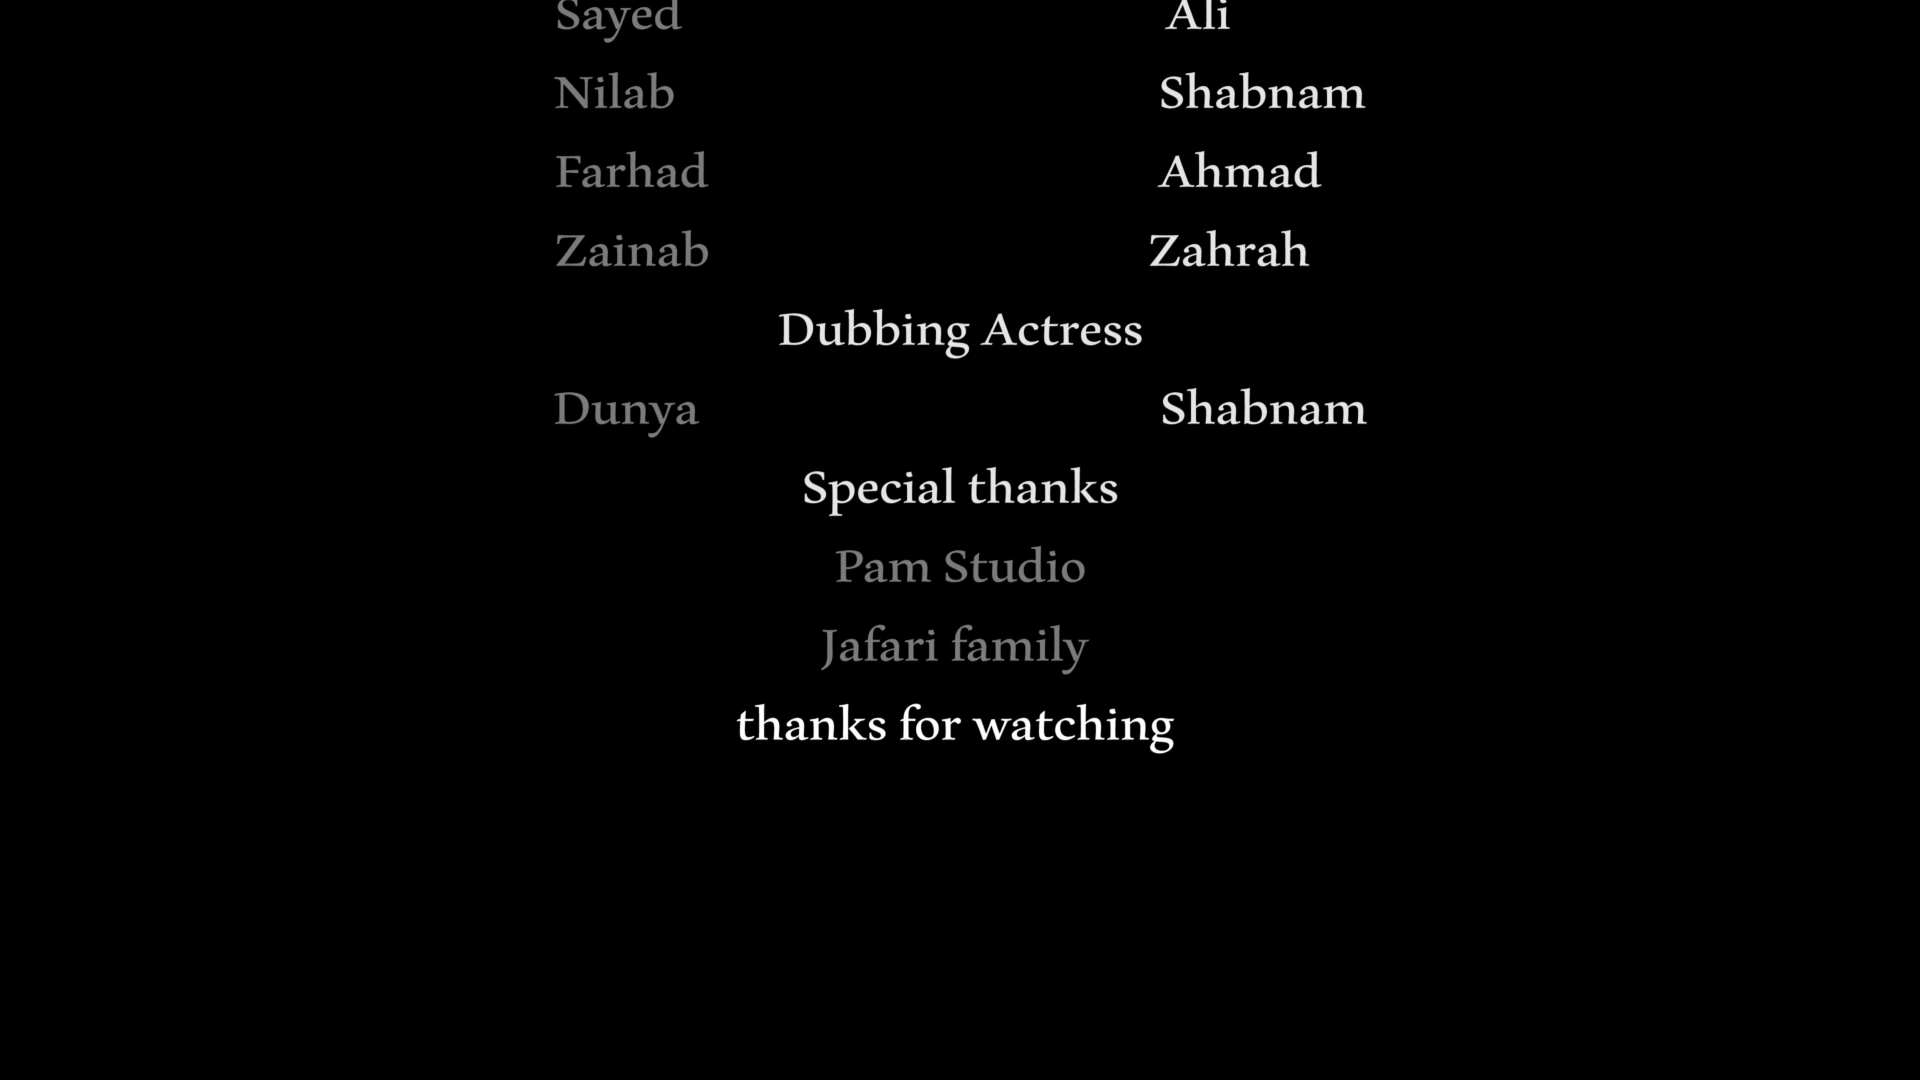 Sayed Ali
Nilab Shabnam
Farhad Ahmad
Zainab Zahrah
Dubbing Actress
Dunya Shabnam
Special thanks
Pam Studio
Jafari family
thanks for watching